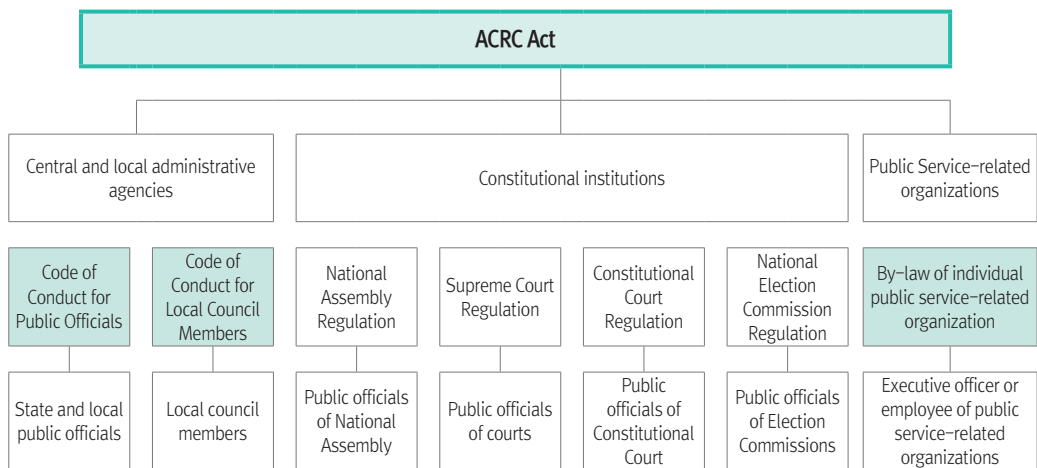 ACRC Act
Central and local administrative
agencies
Constitutional institutions
Public Service-related
organizations
Code of
Conduct for
Public Officials
Code of
Conduct for
Local Council
Members
National
Assembly
Regulation
Supreme Court
Regulation
Constitutional
Court
Regulation
National
Election
Commission
Regulation
By-law of individual
public service-related
organization
State and local
public officials
Local council
members
Public officials
of National
Assembly
Public officials
of courts
Public
officials of
Constitutional
Court
Public officials
of Election
Commissions
Executive officer or
employee of public
service-related
organizations